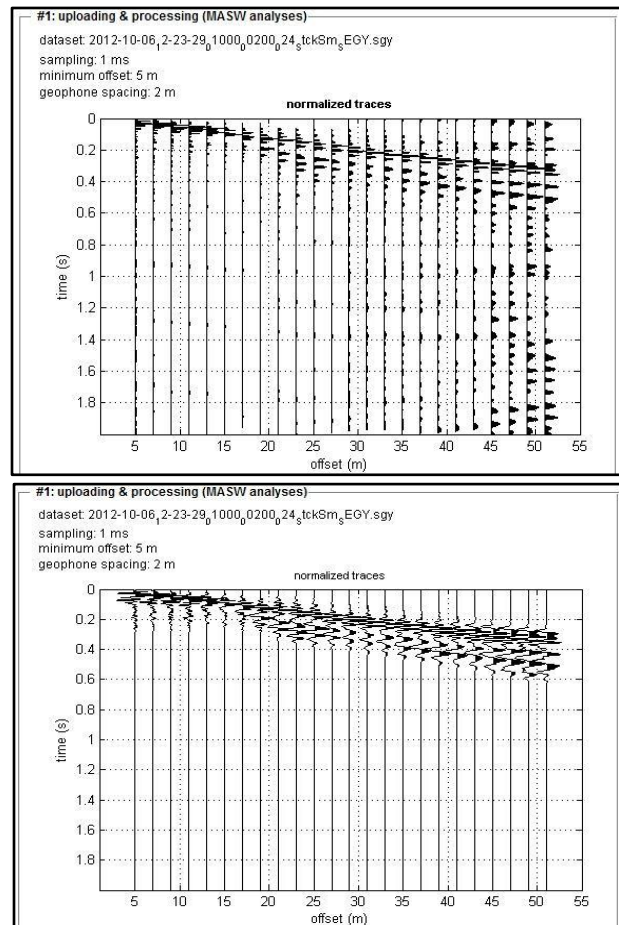 #1: uploading & processing (MASW analyses)
dataset: 2012-10-06,2-23-29₀1000₀0200₀24ₛtckSmₛEGY.sgy
sampling: 1 ms
minimum offset: 5 m
geophone spacing: 2 m
normalized traces
0
0.2
0.4
0.6
0.8
1
1.2
1.4
1.6
1.8
time (s)
5 10 15 20 25 30 35 40 45 50 55
offset (m)
#1: uploading & processing (MASW analyses)
dataset: 2012-10-06₁2-23-29₀1000₀0200₀24ₛtckSmₛEGY.sgy
sampling: 1 ms
minimum offset: 5 m
geophone spacing: 2 m
normalized traces
0
0.2
0.4
0.6
0.8
1
1.2
1.4
1.6
1.8
time (s)
5 10 15 20 25 30 35 40 45 50 55
offset (m)